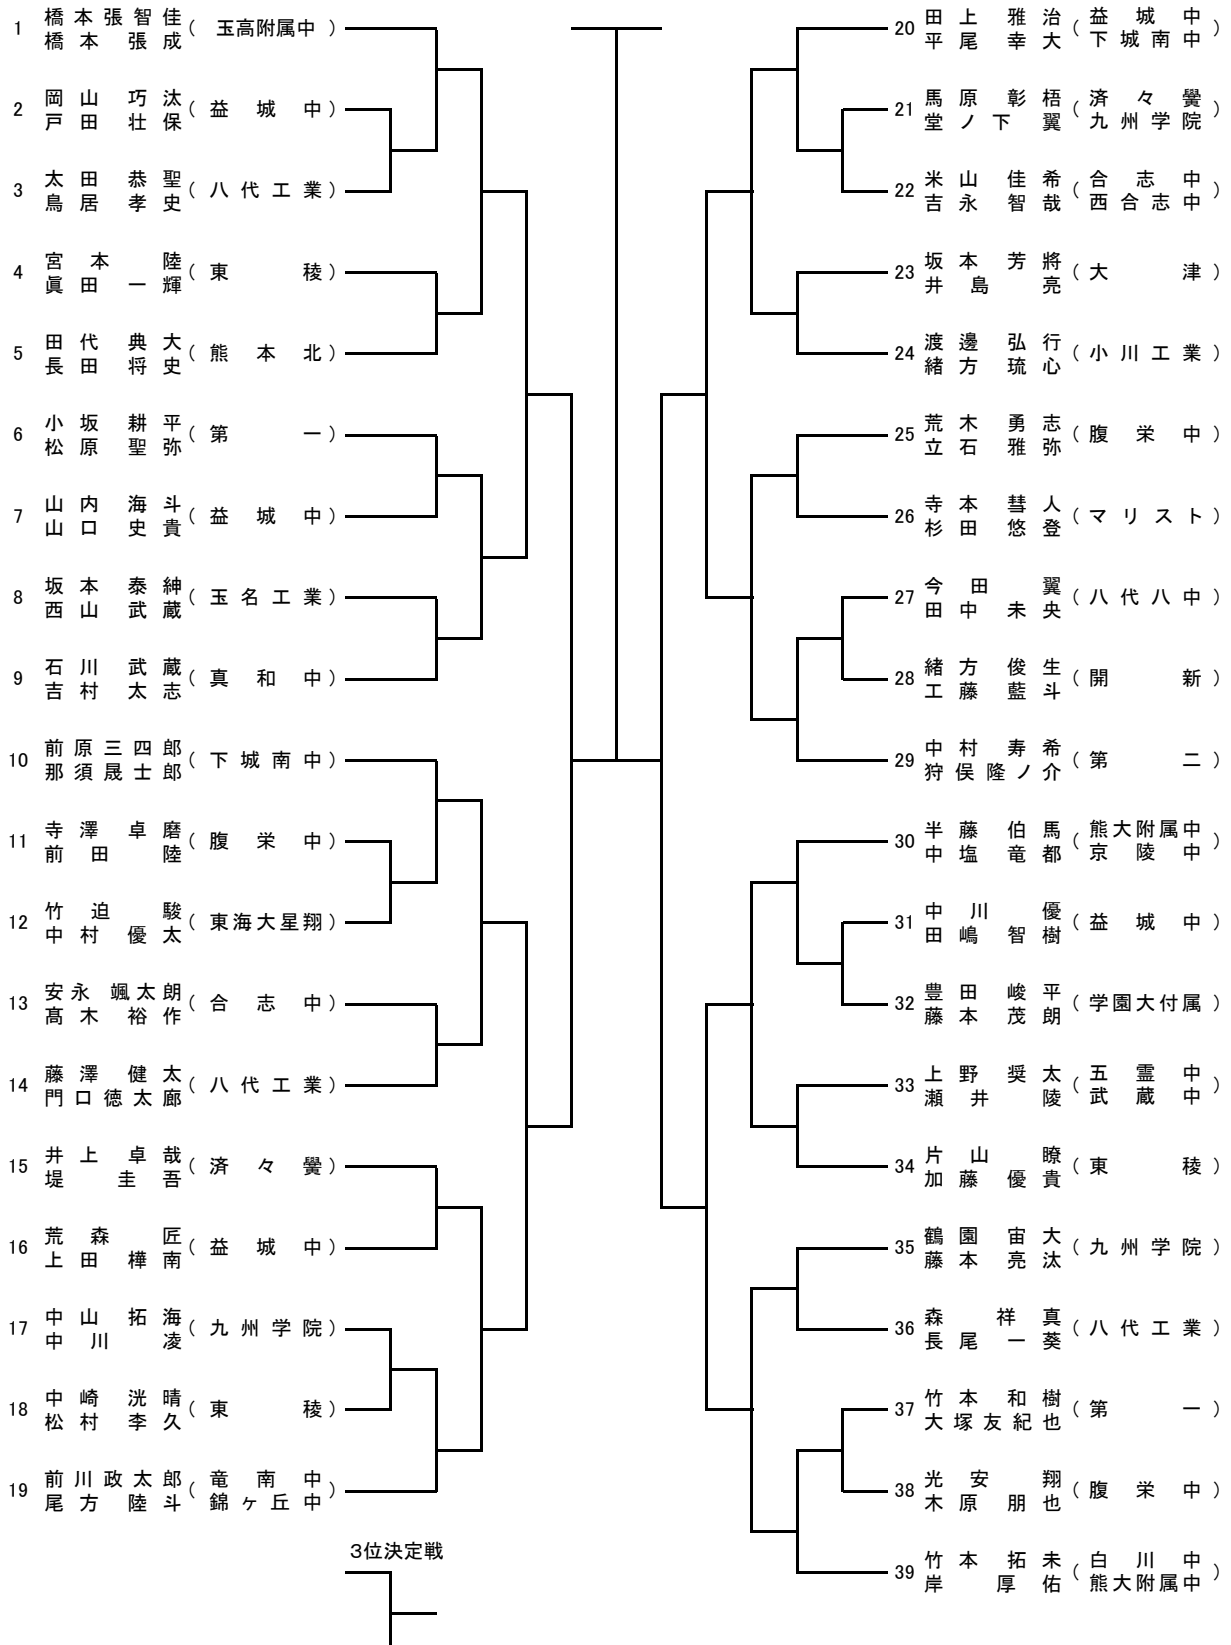 1 橋本張智佳 橋本張成 （玉高附属中）
2 岡山巧汰 戸田壮保 （益城中）
3 太田恭聖 鳥居孝史 （八代工業）
4 宮本陸 眞田一輝 （東稜）
5 田代典大 長田将史 （熊本北）
6 小坂耕平 松原聖弥 （第一）
7 山内海斗 山口史貴 （益城中）
8 坂本泰紳 西山武蔵 （玉名工業）
9 石川武蔵 吉村太志 （真和中）
10 前原三四郎 那須晟士郎 （下城南中）
11 寺澤卓磨 前田陸 （腹栄中）
12 竹迫駿 中村優太 （東海大星翔）
13 安永颯太朗 髙木裕作 （合志中）
14 藤澤健太 門口徳太廊 （八代工業）
15 井上卓哉 堤圭吾 （済々黌）
16 荒森匠 上田樺南 （益城中）
17 中山拓海 中川凌 （九州学院）
18 中崎洸晴 松村李久 （東稜）
19 前川政太郎 尾方陸斗 （竜南中 錦ヶ丘中）
3位決定戦
20 田上雅治 平尾幸大 （益城中 下城南中）
21 馬原彰梧 堂ノ下翼 （済々黌 九州学院）
22 米山佳希 吉永智哉 （合志中 西合志中）
23 坂本芳將 井島亮 （大津）
24 渡邊弘行 緒方琉心 （小川工業）
25 荒木勇志 立石雅弥 （腹栄中）
26 寺本彗人 杉田悠登 （マリスト）
27 今田翼 田中未央 （八代八中）
28 緒方俊生 工藤藍斗 （開新）
29 中村寿希 狩俣隆ノ介 （第二）
30 半藤伯馬 中塩竜都 （熊大附属中 京陵中）
31 中川優 田嶋智樹 （益城中）
32 豊田峻平 藤本茂朗 （学園大付属）
33 上野奨太 瀬井陵 （五霊中 武蔵中）
34 片山瞭 加藤優貴 （東稜）
35 鶴園宙大 藤本亮汰 （九州学院）
36 森祥真 長尾一葵 （八代工業）
37 竹本和樹 大塚友紀也 （第一）
38 光安翔 木原朋也 （腹栄中）
39 竹本拓未 岸厚佑 （白川中 熊大附属中）